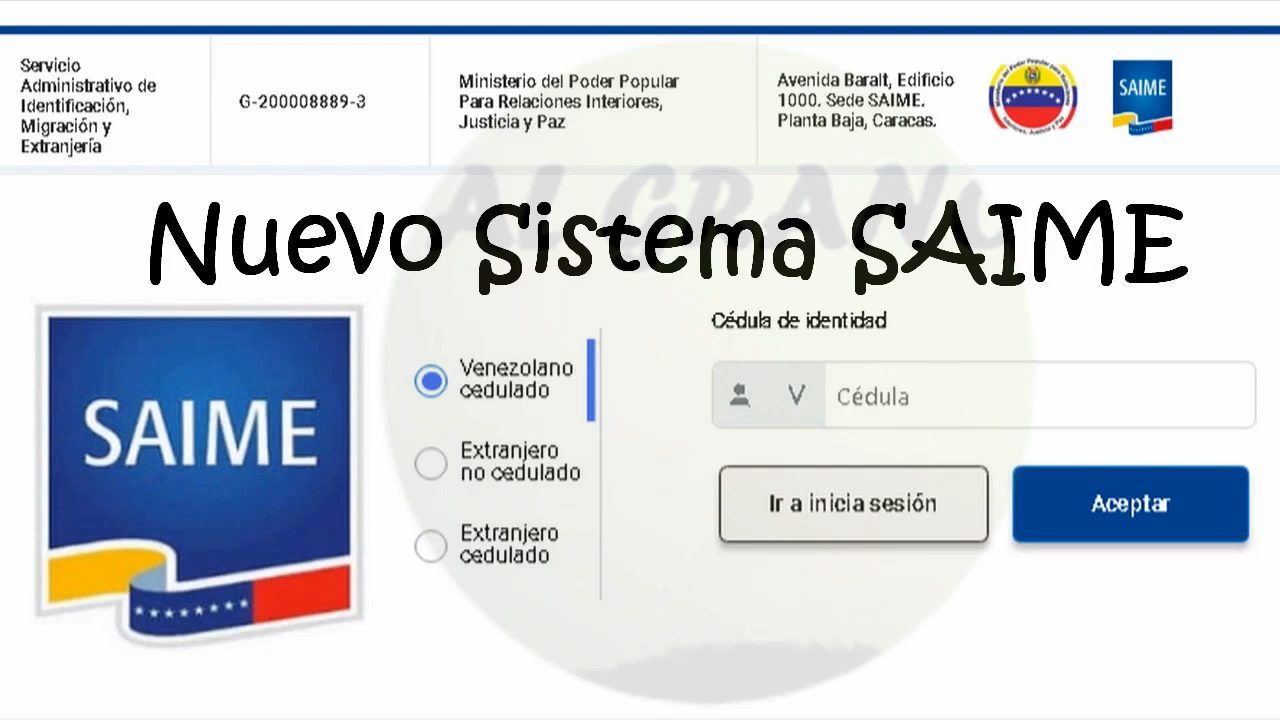 Servicio
Administrativo de
Identificación,
Migración y
Extranjería
G-200008889-3
Ministerio del Poder Popular
Para Relaciones Interiores,
Justicia y Paz
Avenida Baralt, Edificio
1000. Sede SAIME.
Planta Baja, Caracas.
SAIME
AL GRANO
Nuevo Sistema SAIME
SAIME
Venezolano
cedulado
Extranjero
no cedulado
Extranjero
cedulado
Cédula de identidad
V Cédula
Ir a inicia sesión
Aceptar